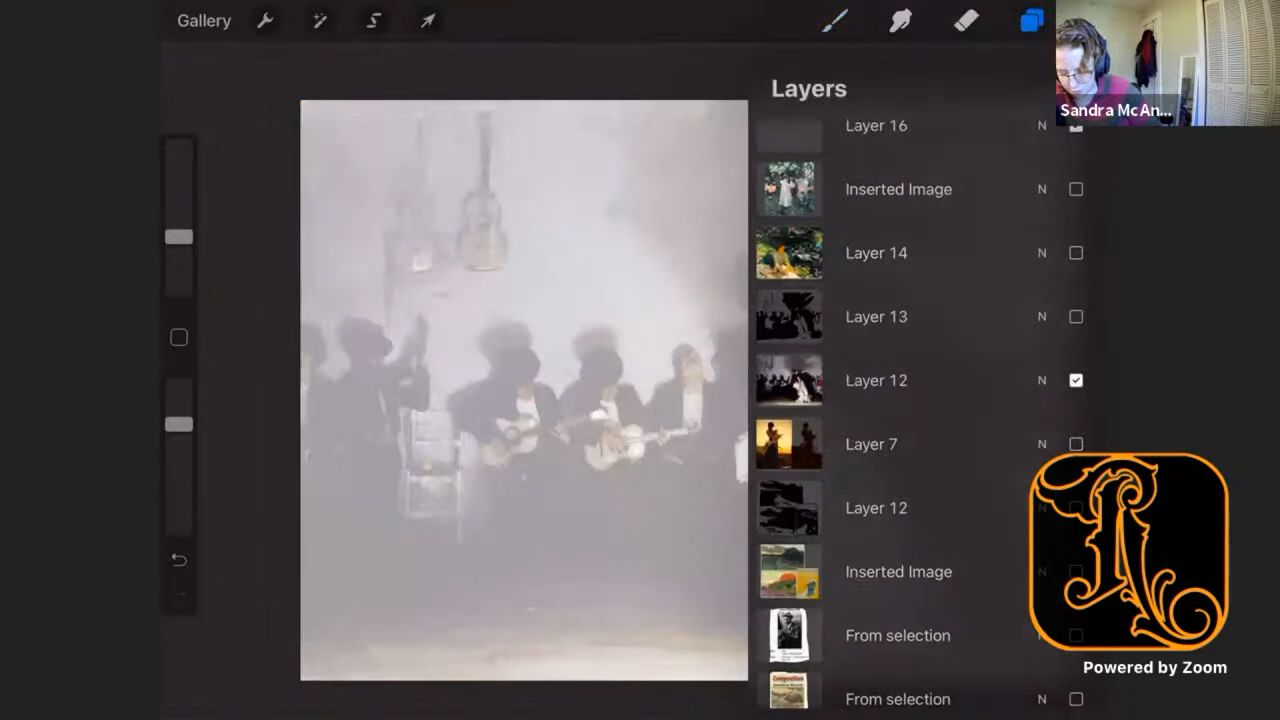 Gallery
Layers
Layer 16 N
Inserted Image N
Layer 14 N
Layer 13 N
Layer 12 N
Layer 7 N
Layer 12 N
Inserted Image N
From selection
From selection N
Sandra McAn...
Powered by Zoom